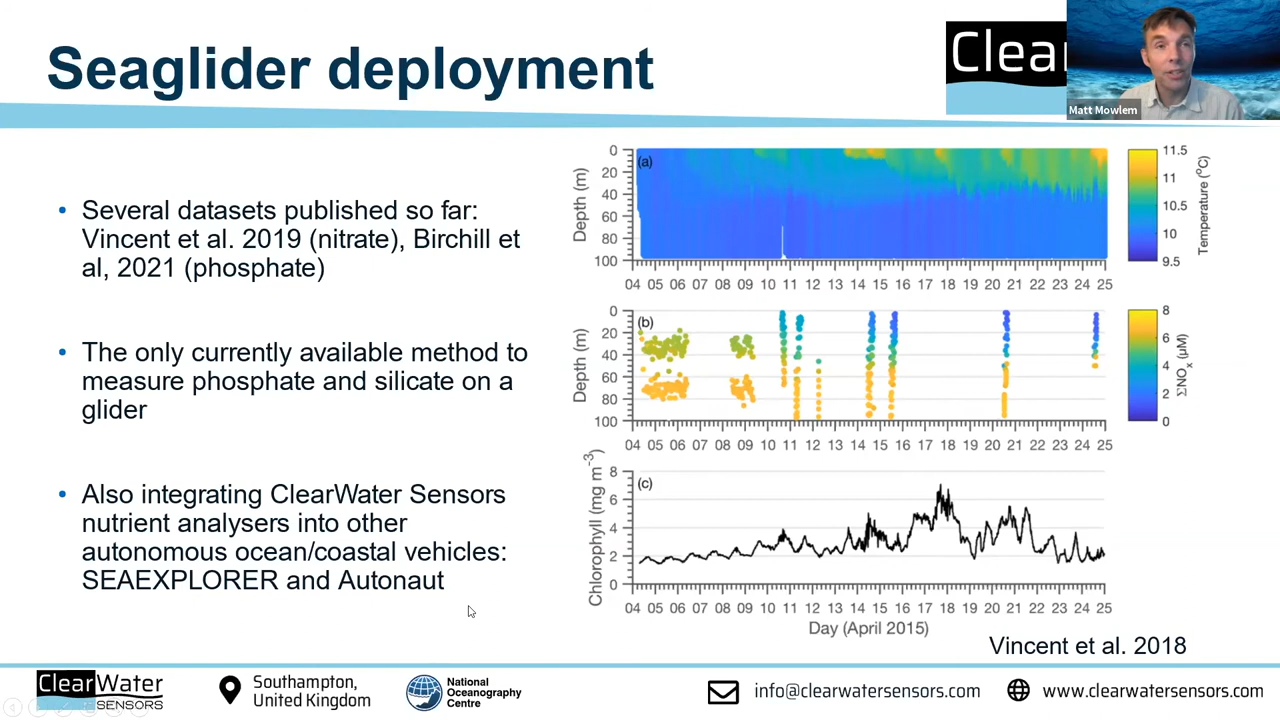 Seaglider deployment
Clea
Matt Mowlem
• Several datasets published so far:
Vincent et al. 2019 (nitrate), Birchill et
al, 2021 (phosphate)
• The only currently available method to
measure phosphate and silicate on a
glider
• Also integrating ClearWater Sensors
nutrient analysers into other
autonomous ocean/coastal vehicles:
SEAEXPLORER and Autonaut
(a)
Depth (m)
0
20
40
60
80
100
04 05 06 07 08 09 10 11 12 13 14 15 16 17 18 19 20 21 22 23 24 25
11.5
11
10.5
10
9.5
Temperature (°C)
(b)
Depth (m)
0
20
40
60
80
100
04 05 06 07 08 09 10 11 12 13 14 15 16 17 18 19 20 21 22 23 24 25
8
6
4
2
0
ΣNOx (μM)
(c)
Chlorophyll (mg m-3)
8
6
4
2
0
04 05 06 07 08 09 10 11 12 13 14 15 16 17 18 19 20 21 22 23 24 25
Day (April 2015)
Vincent et al. 2018
ClearWater
SENSORS
Southampton,
United Kingdom
National
Oceanography
Centre
info@clearwatersensors.com
www.clearwatersensors.com